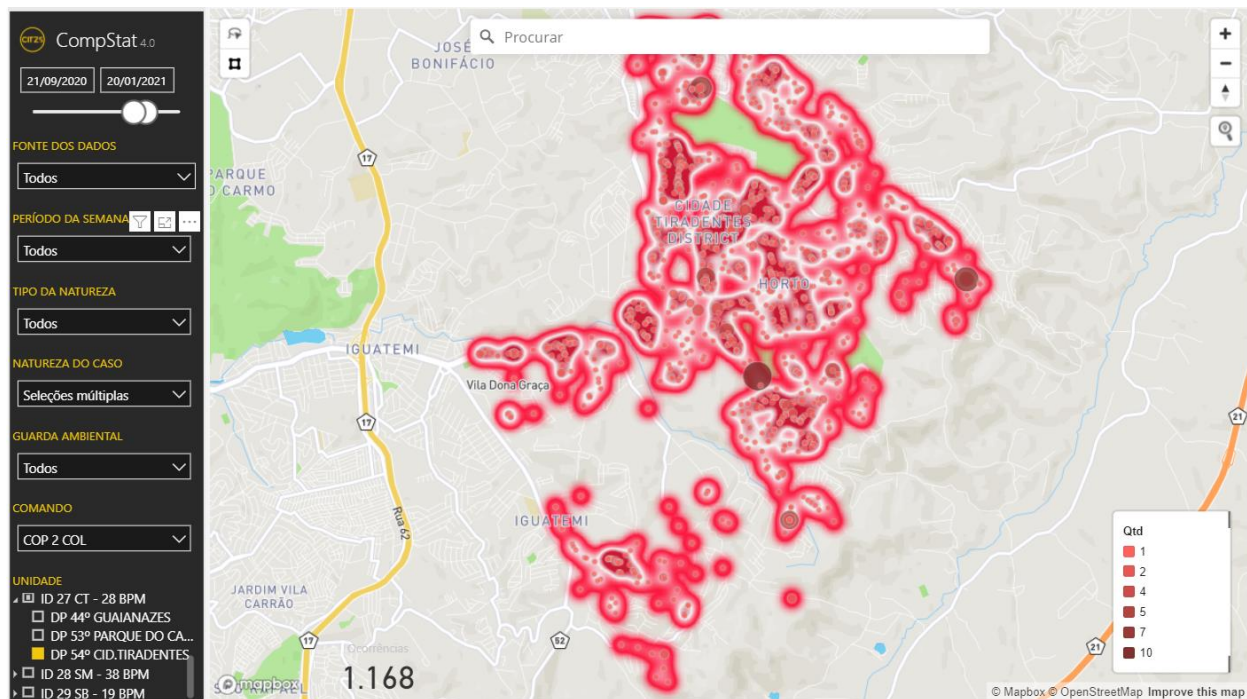 CIT25
CompStat 4.0
21/09/2020 20/01/2021
FONTE DOS DADOS
Todos
PERÍODO DA SEMANA
Todos
TIPO DA NATUREZA
Todos
NATUREZA DO CASO
Seleções múltiplas
GUARDA AMBIENTAL
Todos
COMANDO
COP 2 COL
UNIDADE
ID 27 CT - 28 BPM
DP 44º GUAIANAZES
DP 53º PARQUE DO CA...
DP 54º CID.TIRADENTES
ID 28 SM - 38 BPM
ID 29 SB - 19 BPM
Procurar
JOSÉ
BONIFÁCIO
17
PARQUE
DO CARMO
CIDADE
TIRADENTES
DISTRICT
HORTO
IGUATEMI
Vila Dona Graça
17
21
Rua 62
IGUATEMI
JARDIM VILA
CARRÃO
17
52
21
Ocorrências
1.168
mapbox
Qtd
1
2
4
5
7
10
© Mapbox © OpenStreetMap Improve this map